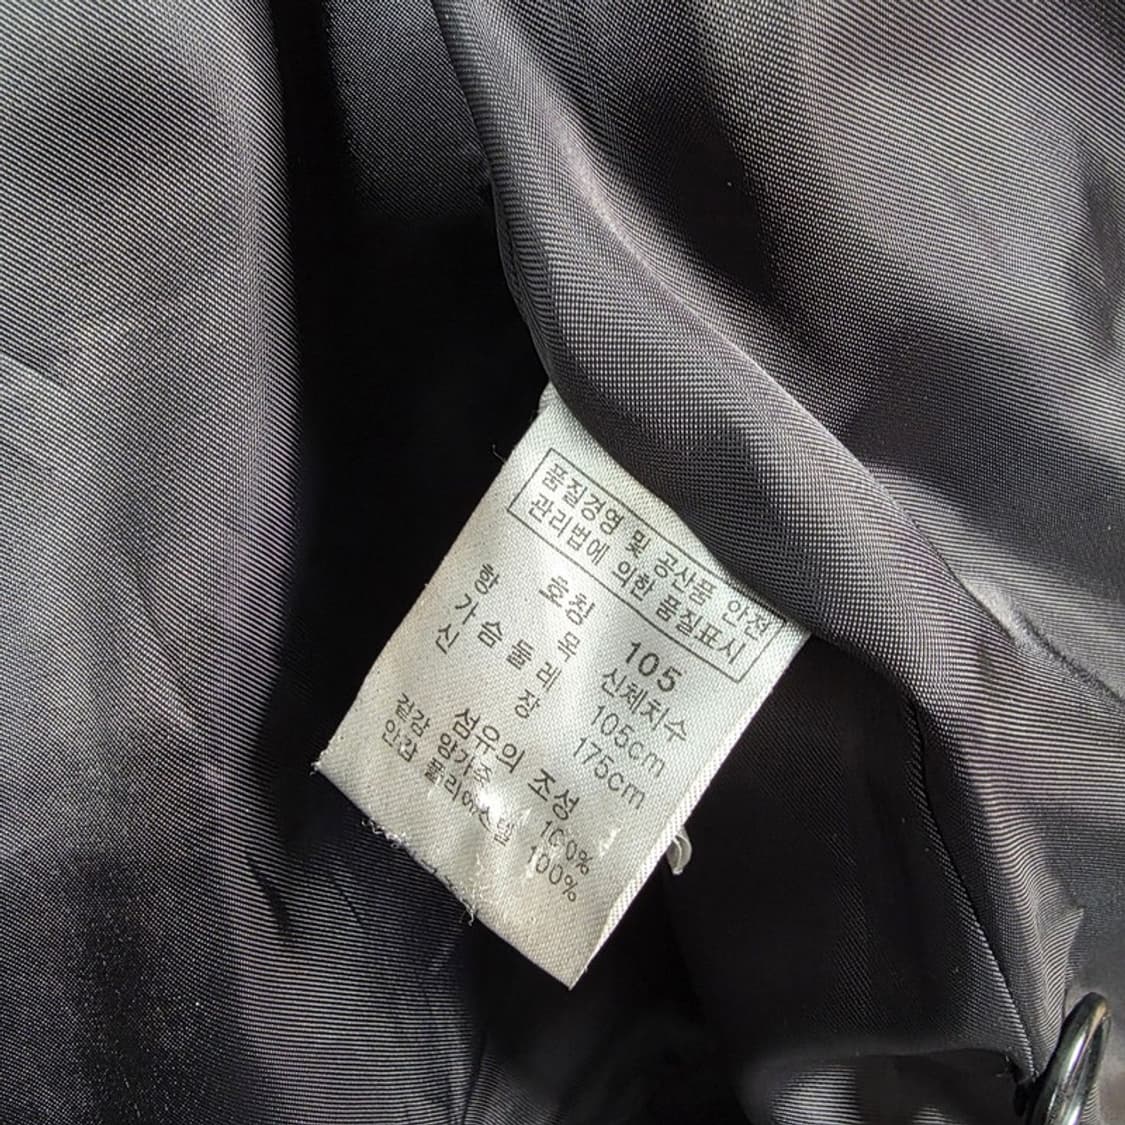 품질경영 및 공산품 안전
관리법에 의한 품질표시
호칭 105
항 목 신체치수
가슴둘레 105cm
신 장 175cm
섬유의 조성
겉감 양가죽 100%
안감 폴리에스텔 100%